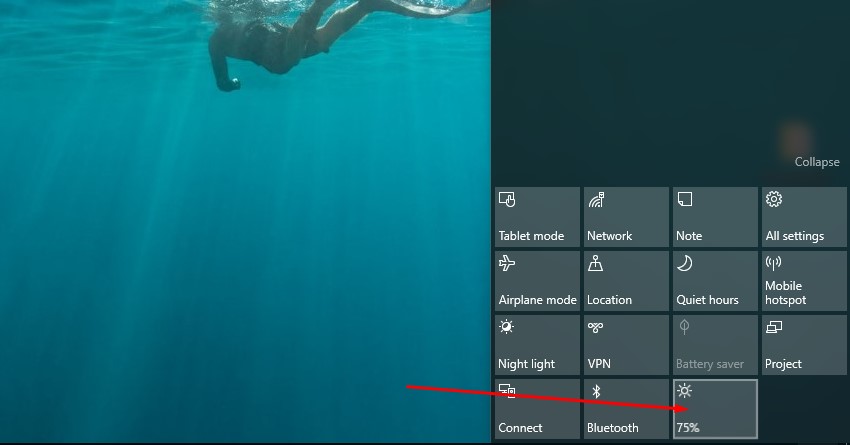 Collapse
Tablet mode
Network
Note
All settings
Airplane mode
Location
Quiet hours
Mobile
hotspot
Night light
VPN
Battery saver
Project
Connect
Bluetooth
75%